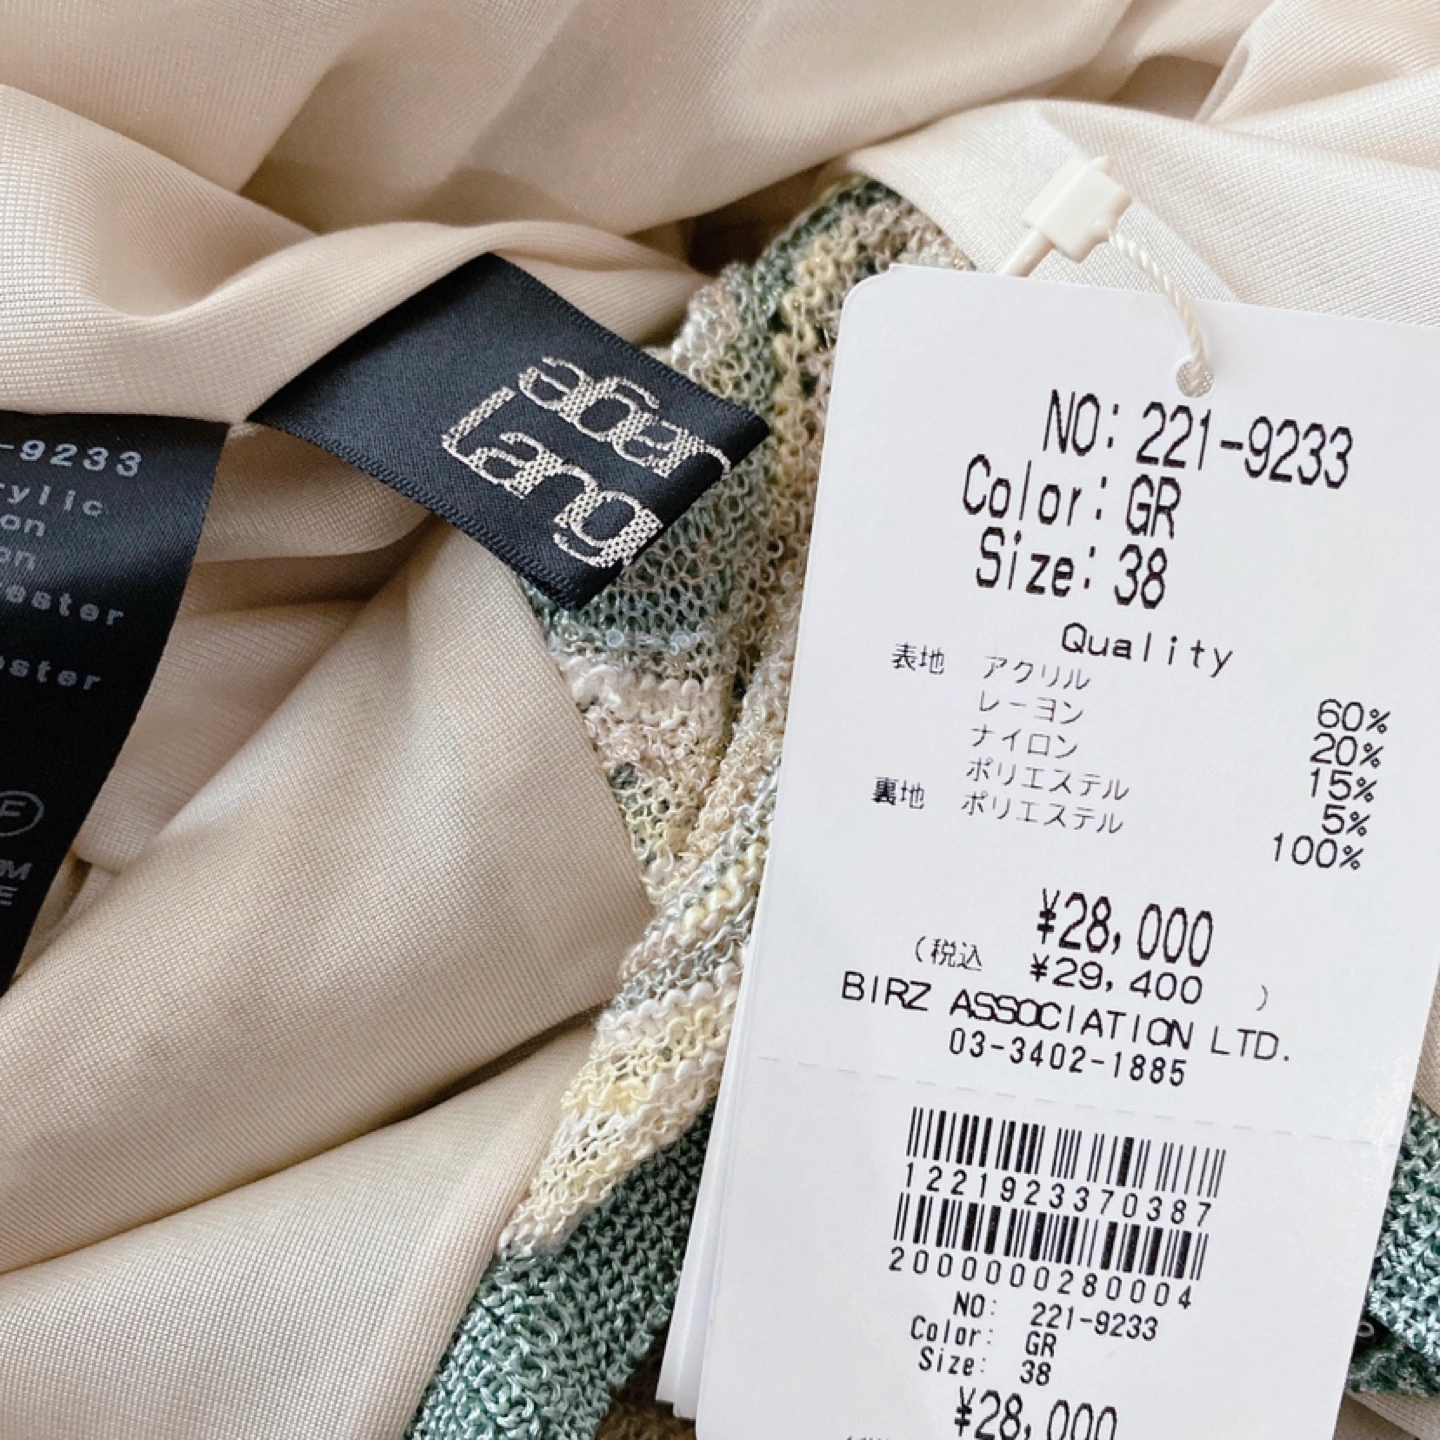 -9233
rylic
on
on
ester
ester
F
aber
Lang
NO: 221-9233
Color: GR
Size: 38
Quality
表地 アクリル 60%
レーヨン 20%
ナイロン 15%
ポリエステル 5%
裏地 ポリエステル 100%
¥28,000
(税込 ¥29,400 )
BIRZ ASSOCIATION LTD.
03-3402-1885
1221923370387
2000000280004
NO: 221-9233
Color: GR
Size: 38
¥28,000